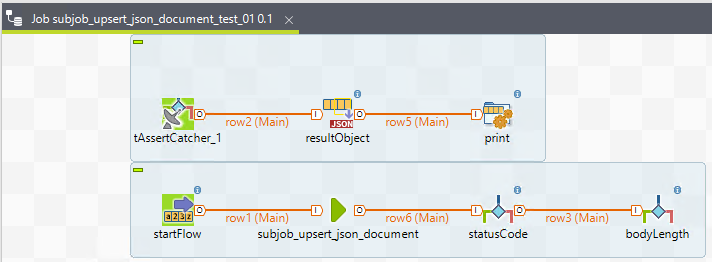 Job subjob_upsert_json_document_test_01 0.1
JSON
row2 (Main)
row5 (Main)
tAssertCatcher_1
resultObject
print
a23z
row1 (Main)
row6 (Main)
row3 (Main)
startFlow
subjob_upsert_json_document
statusCode
bodyLength